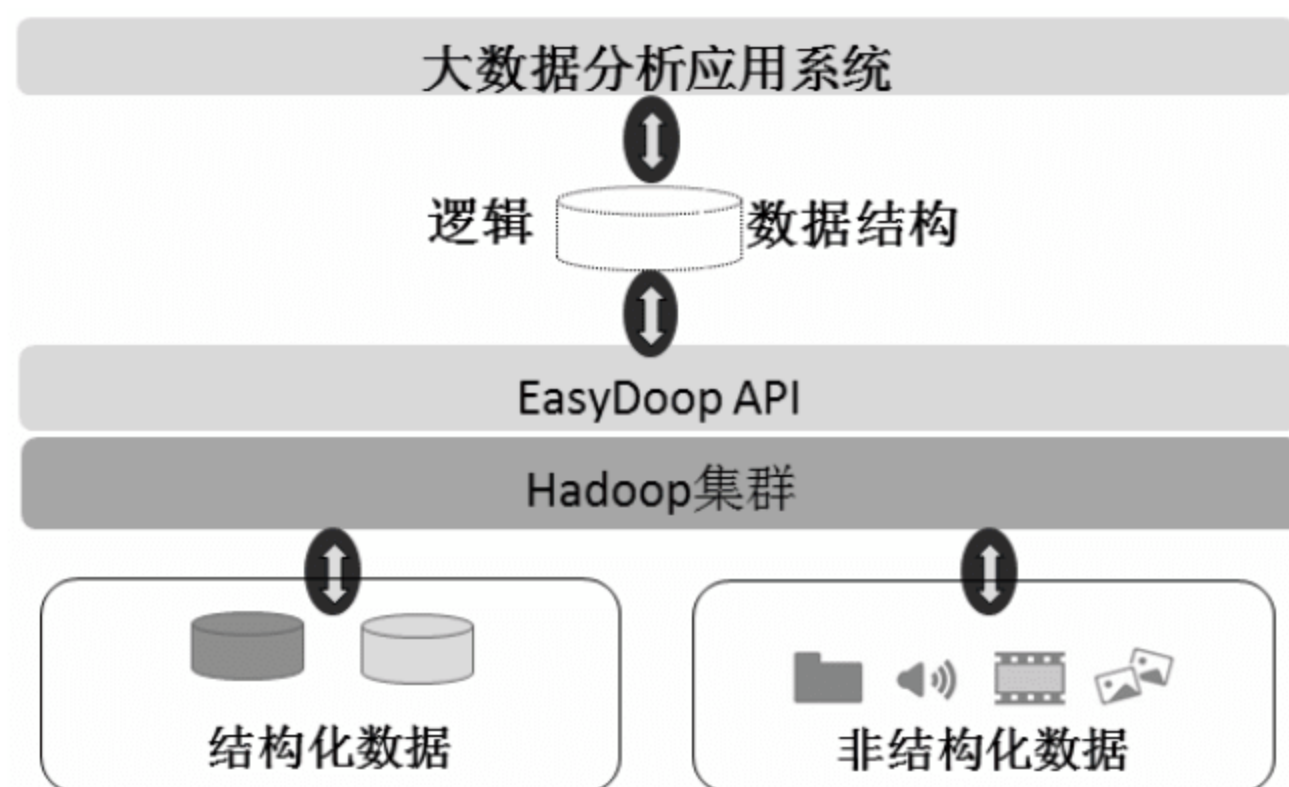 大数据分析应用系统
逻辑 数据结构
EasyDoop API
Hadoop集群
结构化数据
非结构化数据